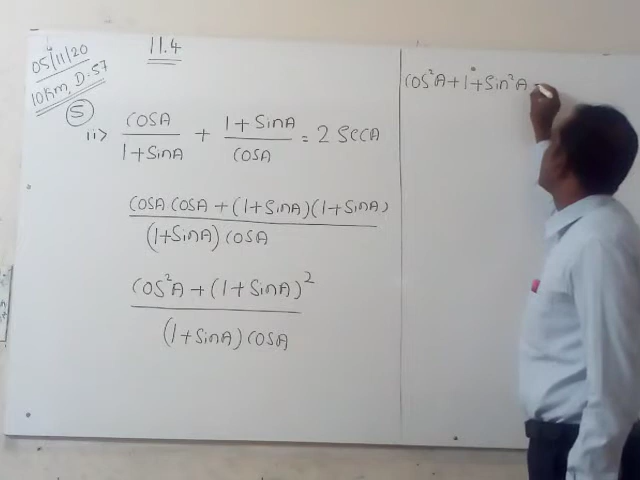 05/11/20
10Km, D:57
11.4
5
ii> cosA/1+sinA + 1+sinA/cosA = 2 secA
cosA cosA + (1+sinA)(1+sinA)/(1+sinA) cosA
cos²A + (1+sinA)²/(1+sinA) cosA
cos²A + 1 + sin²A